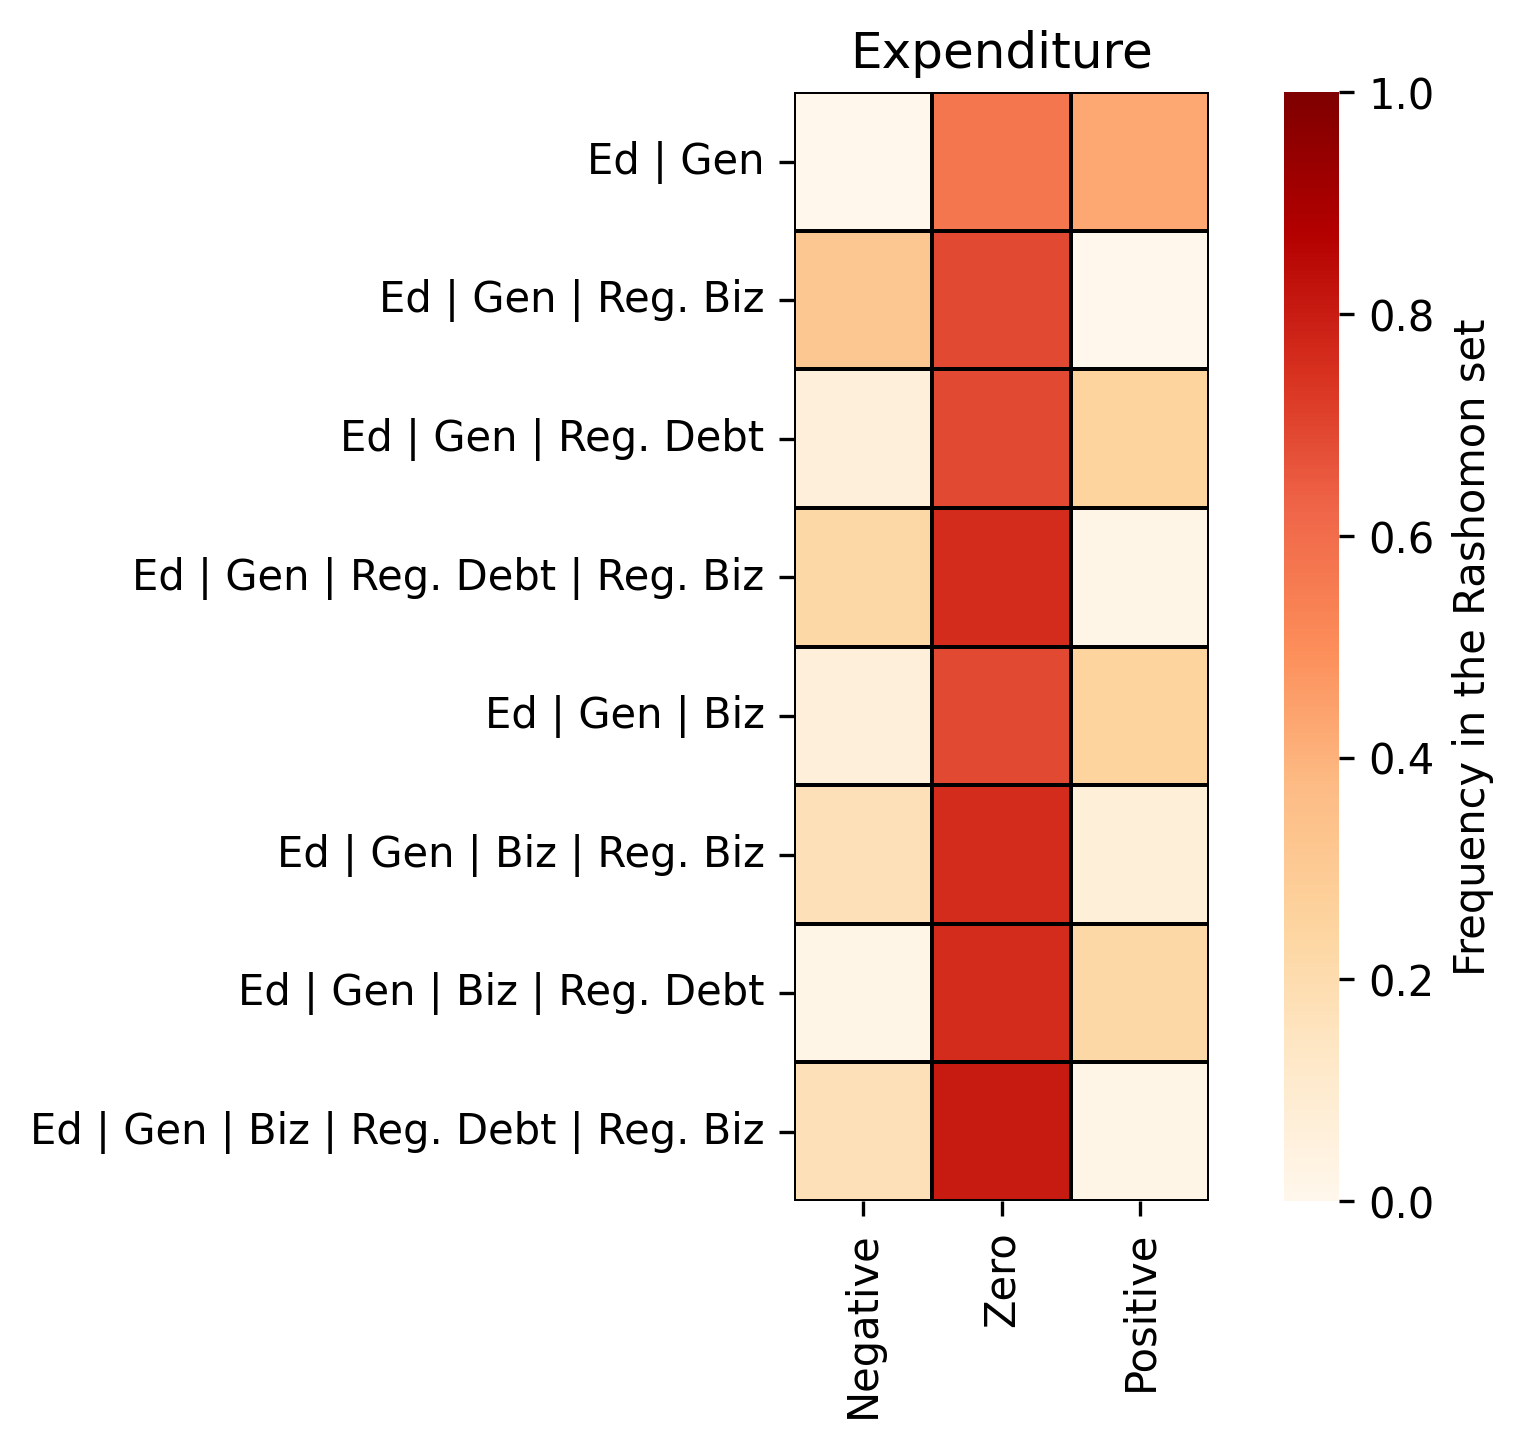 Expenditure
Ed | Gen
Ed | Gen | Reg. Biz
Ed | Gen | Reg. Debt
Ed | Gen | Reg. Debt | Reg. Biz
Ed | Gen | Biz
Ed | Gen | Biz | Reg. Biz
Ed | Gen | Biz | Reg. Debt
Ed | Gen | Biz | Reg. Debt | Reg. Biz
Negative
Zero
Positive
1.0
0.8
0.6
0.4
0.2
0.0
Frequency in the Rashomon set